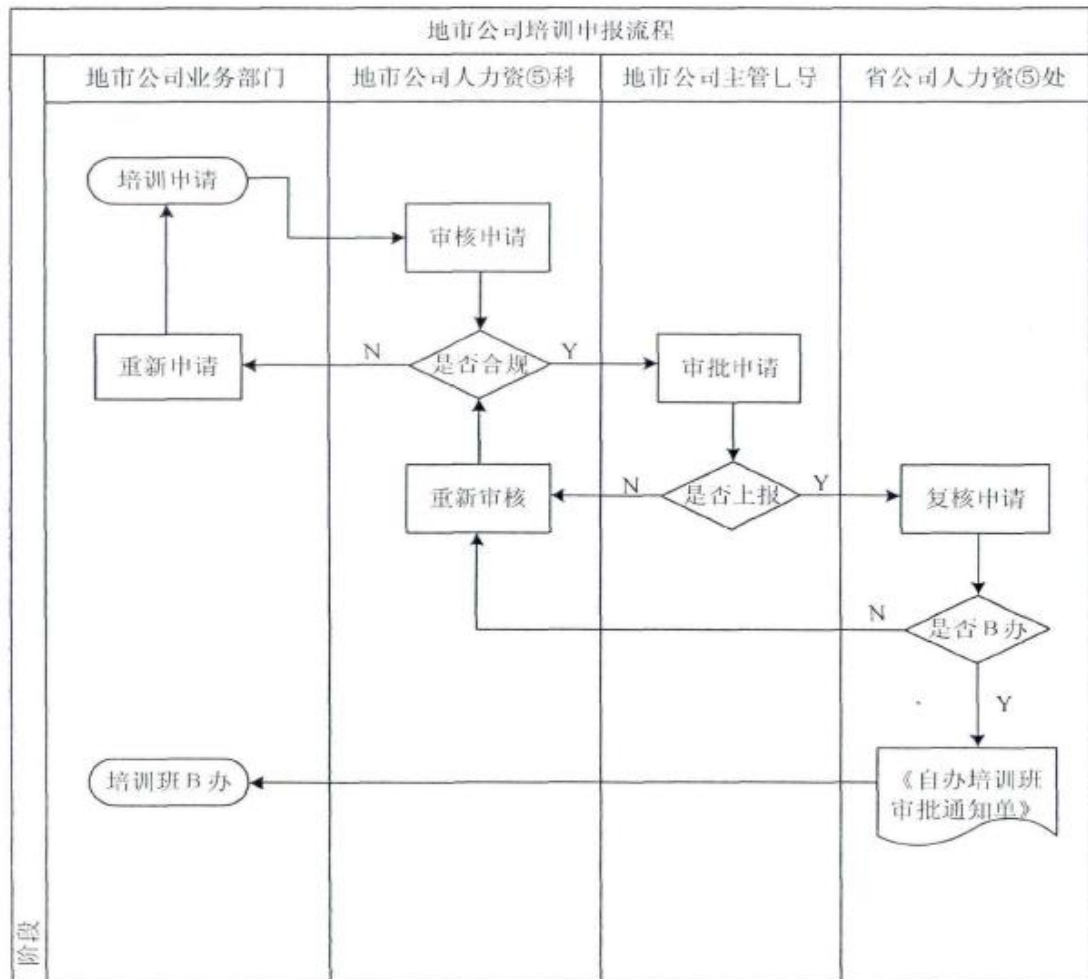 地市公司培训申报流程
地市公司业务部门
地市公司人力资⑤科
地市公司主管乚导
省公司人力资⑤处
培训申请
审核申请
重新申请
N
是否合规
Y
审批申请
重新审核
N
是否上报
Y
复核申请
N
是否B办
Y
培训班B办
《自办培训班
审批通知单》
阶段